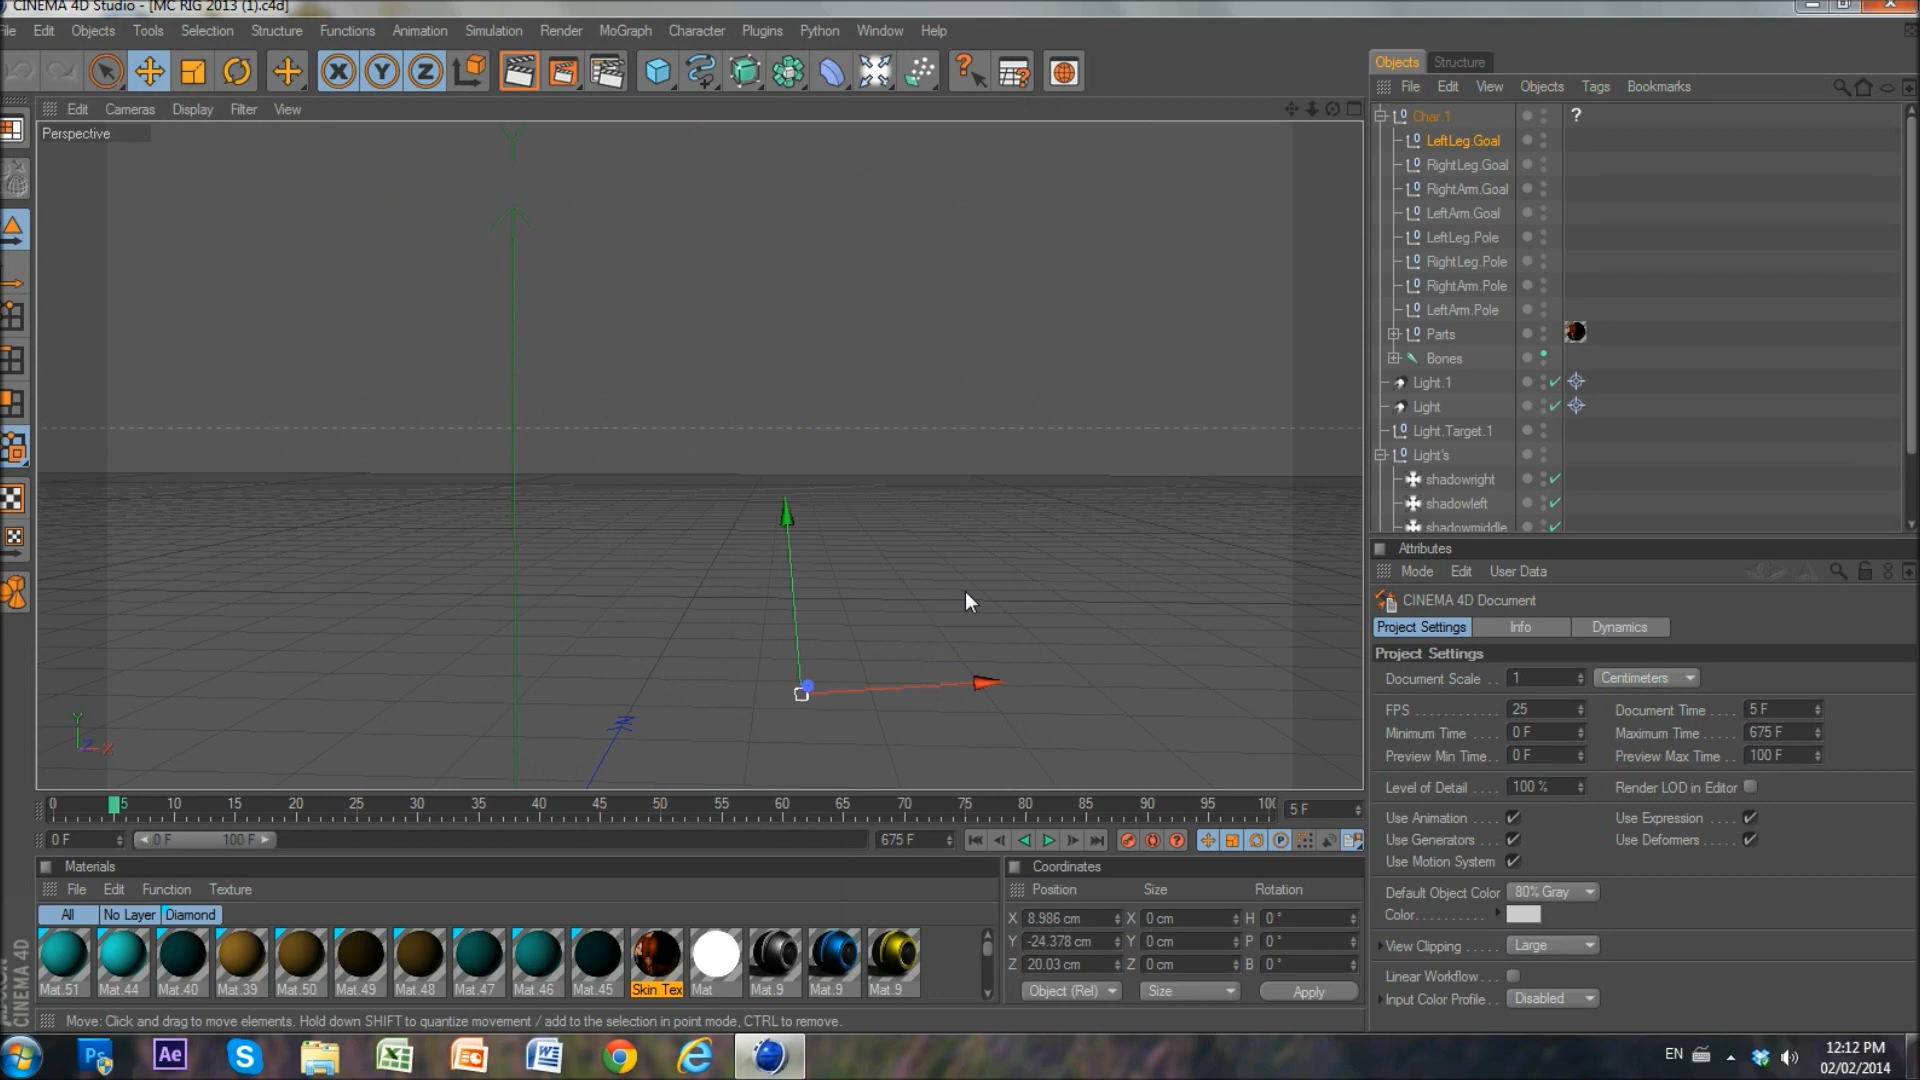 CINEMA 4D Studio - [MC RIG 2013 (1).c4d]
File Edit Objects Tools Selection Structure Functions Animation Simulation Render MoGraph Character Plugins Python Window Help
Edit Cameras Display Filter View
Perspective
Y
Y
Z X
0 5 10 15 20 25 30 35 40 45 50 55 60 65 70 75 80 85 90 95 100
5 F
0 F 0 F 100 F 675 F
Materials
File Edit Function Texture
All No Layer Diamond
Mat.51 Mat.44 Mat.40 Mat.39 Mat.50 Mat.49 Mat.48 Mat.47 Mat.46 Mat.45 Skin Tex Mat Mat.9 Mat.9 Mat.9
Coordinates
Position Size Rotation
X 8.986 cm X 0 cm H 0 °
Y -24.378 cm Y 0 cm P 0 °
Z 20.03 cm Z 0 cm B 0 °
Object (Rel) Size Apply
CINEMA 4D
Move: Click and drag to move elements. Hold down SHIFT to quantize movement / add to the selection in point mode, CTRL to remove.
Objects Structure
File Edit View Objects Tags Bookmarks
Char.1 ?
LeftLeg.Goal
RightLeg.Goal
RightArm.Goal
LeftArm.Goal
LeftLeg.Pole
RightLeg.Pole
RightArm.Pole
LeftArm.Pole
Parts
Bones
Light.1
Light
Light.Target.1
Light's
shadowright
shadowleft
shadowmiddle
Attributes
Mode Edit User Data
CINEMA 4D Document
Project Settings Info Dynamics
Project Settings
Document Scale . . 1 Centimeters
FPS . . . . . . . . . . . 25 Document Time . . . . 5 F
Minimum Time . . . . 0 F Maximum Time . . . . . 675 F
Preview Min Time. . 0 F Preview Max Time . . . 100 F
Level of Detail . . . . 100 % Render LOD in Editor
Use Animation . . . . Use Expression . . . .
Use Generators . . . Use Deformers . . . .
Use Motion System
Default Object Color 80% Gray
Color. . . . . . . . . .
View Clipping . . . . . Large
Linear Workflow. . . .
Input Color Profile. . . Disabled
Ps Ae EN 12:12 PM
02/02/2014